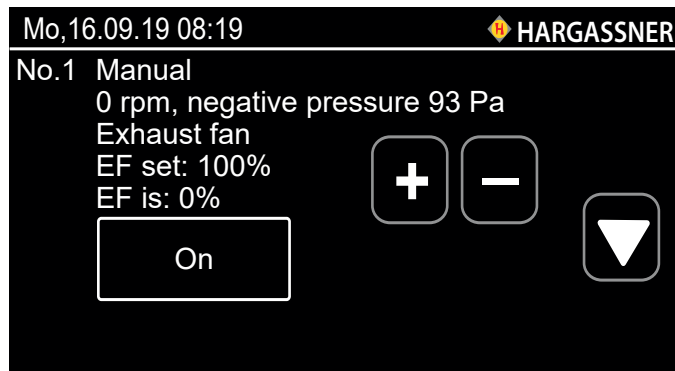 Mo,16.09.19 08:19
HARGASSNER
No.1 Manual
0 rpm, negative pressure 93 Pa
Exhaust fan
EF set: 100%
EF is: 0%
+ −
On